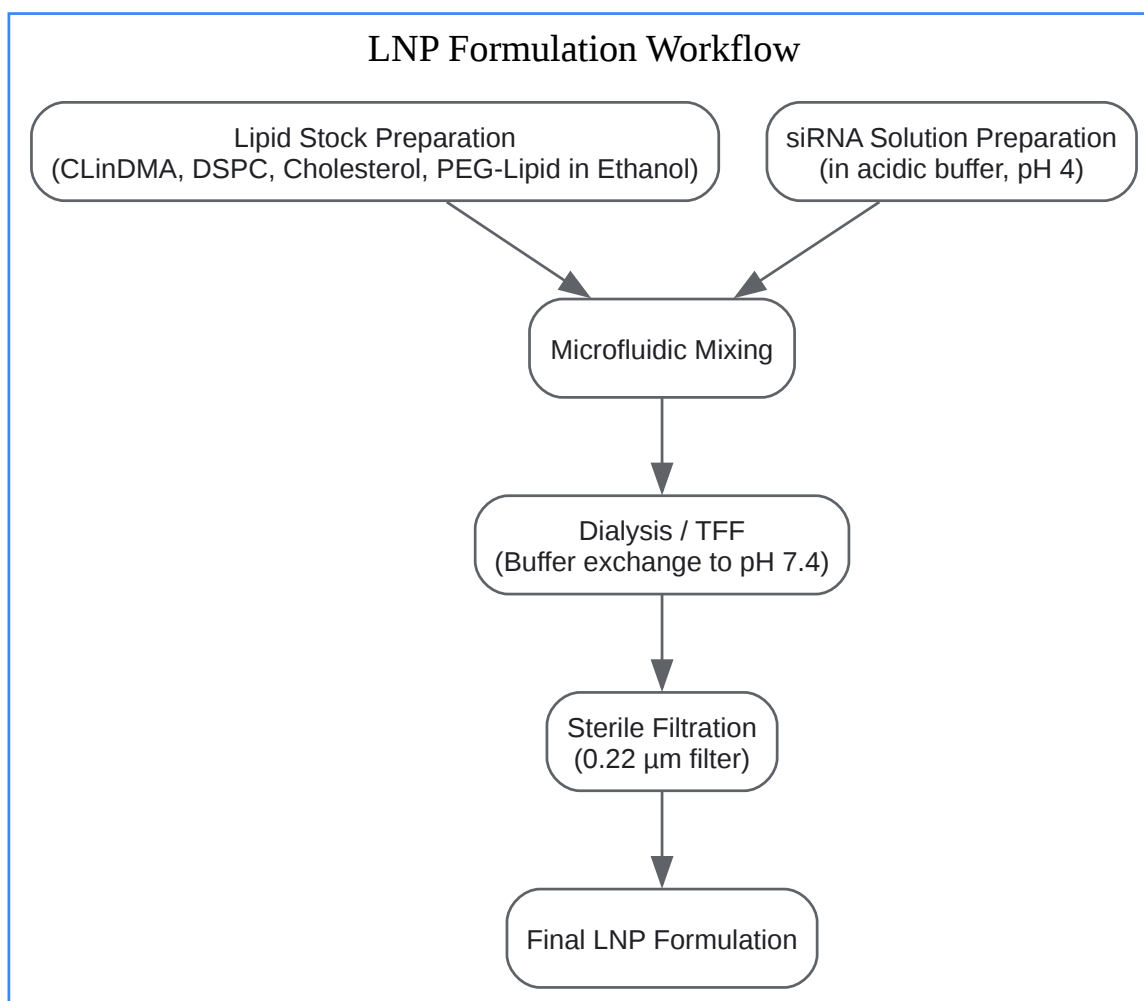 LNP Formulation Workflow
Lipid Stock Preparation
(CLinDMA, DSPC, Cholesterol, PEG-Lipid in Ethanol)
siRNA Solution Preparation
(in acidic buffer, pH 4)
Microfluidic Mixing
Dialysis / TFF
(Buffer exchange to pH 7.4)
Sterile Filtration
(0.22 µm filter)
Final LNP Formulation